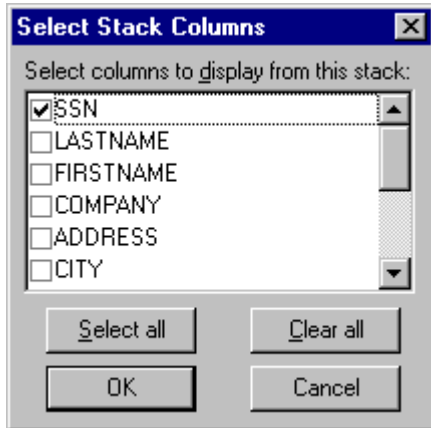 Select Stack Columns
Select columns to display from this stack:
SSN
LASTNAME
FIRSTNAME
COMPANY
ADDRESS
CITY
Select all Clear all
OK Cancel